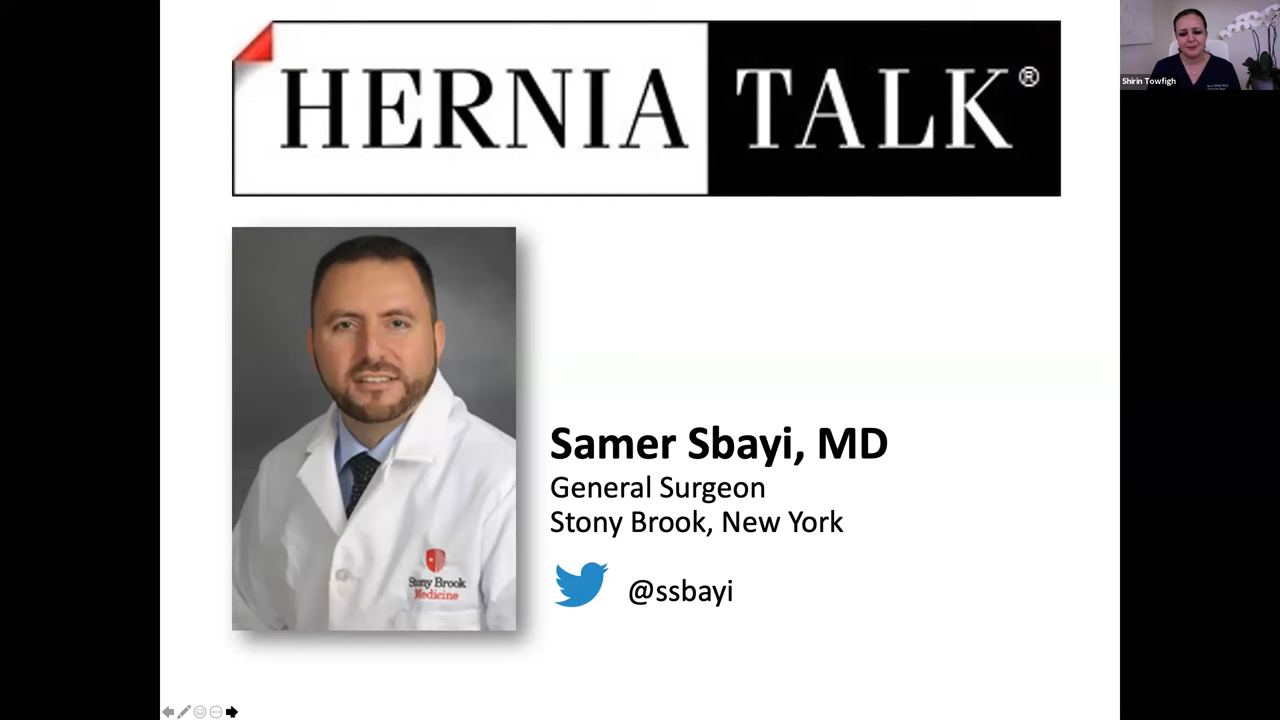 HERNIA TALK®
Shirin Towfigh
Samer Sbayi, MD
General Surgeon
Stony Brook, New York
@ssbayi
Stony Brook
Medicine